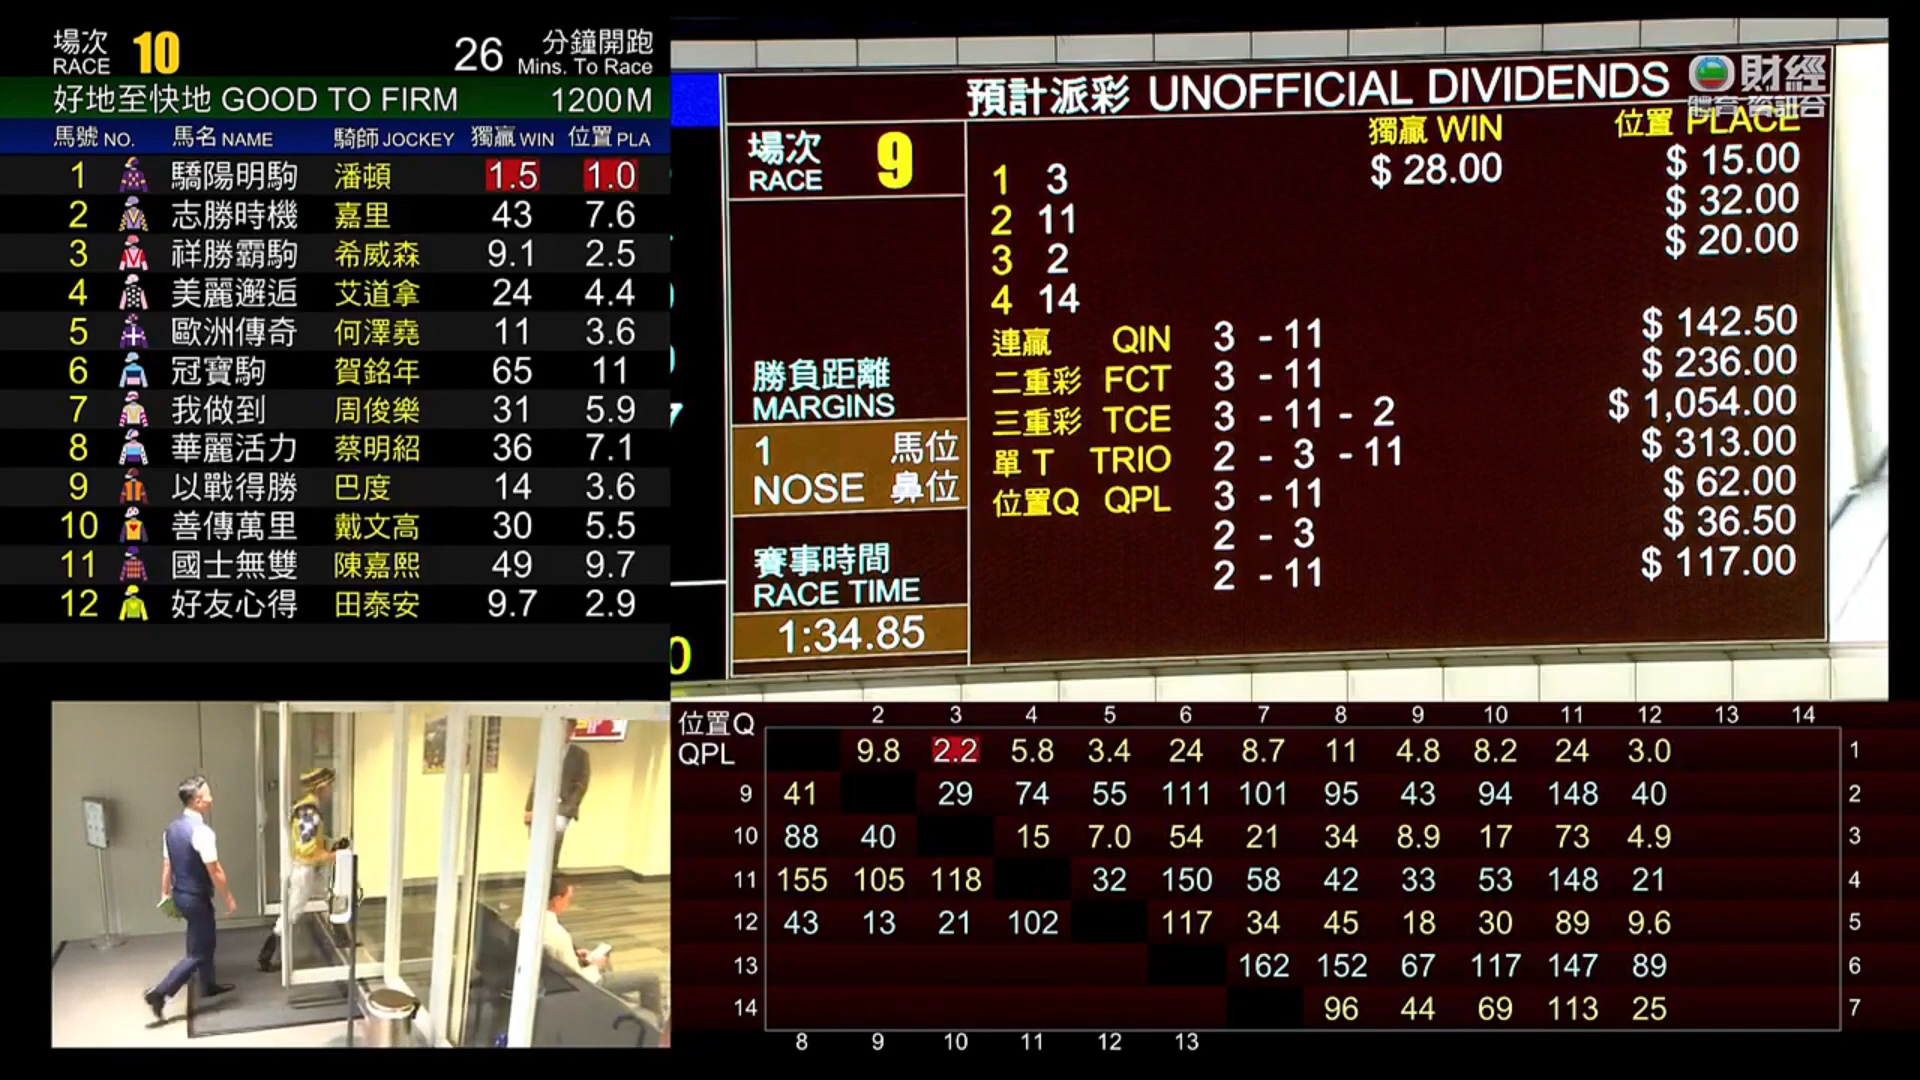 場次 RACE 10 26 分鐘開跑 Mins. To Race
好地至快地 GOOD TO FIRM 1200M
馬號 NO. 馬名 NAME 騎師 JOCKEY 獨贏 WIN 位置 PLA
1 驕陽明駒 潘頓 1.5 1.0
2 志勝時機 嘉里 43 7.6
3 祥勝霸駒 希威森 9.1 2.5
4 美麗邂逅 艾道拿 24 4.4
5 歐洲傳奇 何澤堯 11 3.6
6 冠寶駒 賀銘年 65 11
7 我做到 周俊樂 31 5.9
8 華麗活力 蔡明紹 36 7.1
9 以戰得勝 巴度 14 3.6
10 善傳萬里 戴文高 30 5.5
11 國士無雙 陳嘉熙 49 9.7
12 好友心得 田泰安 9.7 2.9
預計派彩 UNOFFICIAL DIVIDENDS
財經
場次 RACE 9
獨贏 WIN 位置 PLACE
1 3 $ 28.00 $ 15.00
2 11 $ 32.00
3 2 $ 20.00
4 14
連贏 QIN 3 - 11 $ 142.50
二重彩 FCT 3 - 11 $ 236.00
三重彩 TCE 3 - 11 - 2 $ 1,054.00
單T TRIO 2 - 3 - 11 $ 313.00
位置Q QPL 3 - 11 $ 62.00
2 - 3 $ 36.50
2 - 11 $ 117.00
勝負距離
MARGINS
1 馬位
NOSE 鼻位
賽事時間
RACE TIME
1:34.85
位置Q QPL
2 3 4 5 6 7 8 9 10 11 12 13 14
9.8 2.2 5.8 3.4 24 8.7 11 4.8 8.2 24 3.0 1
9 41 29 74 55 111 101 95 43 94 148 40 2
10 88 40 15 7.0 54 21 34 8.9 17 73 4.9 3
11 155 105 118 32 150 58 42 33 53 148 21 4
12 43 13 21 102 117 34 45 18 30 89 9.6 5
13 162 152 67 117 147 89 6
14 96 44 69 113 25 7
8 9 10 11 12 13